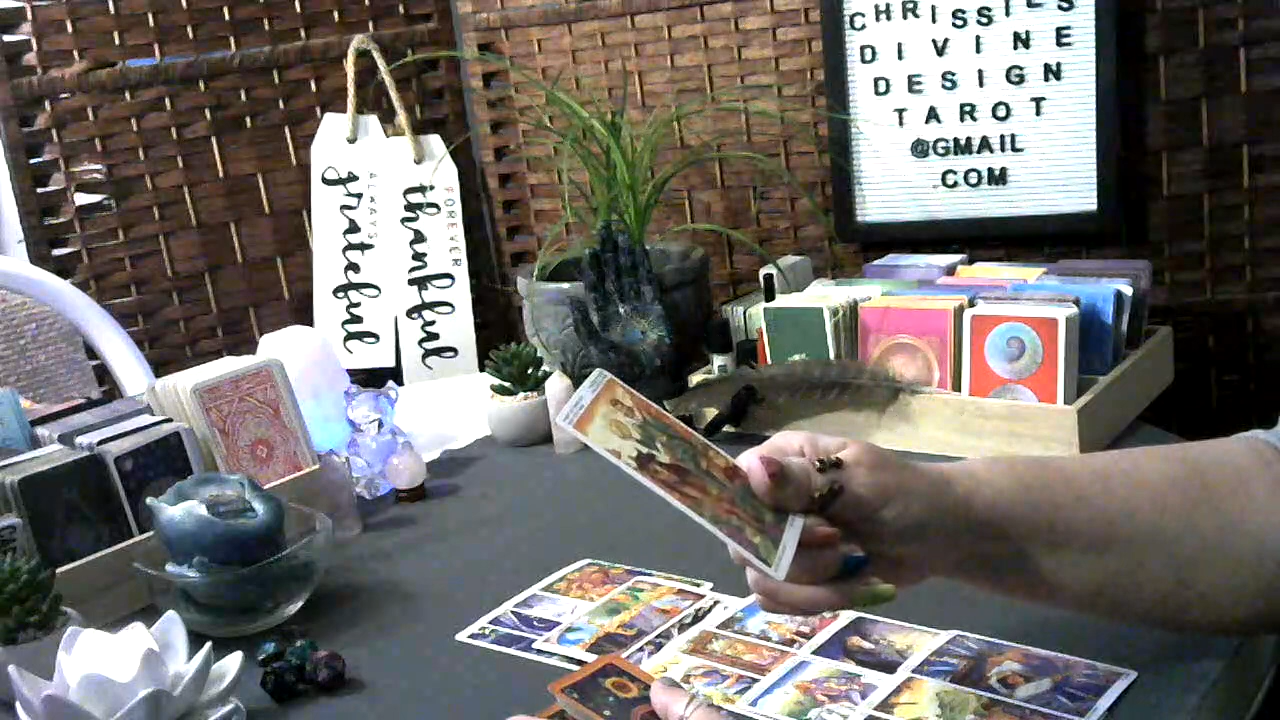 CHRISSIES
DIVINE
DESIGN
TAROT
@GMAIL
.COM
ALWAYS
grateful
FOREVER
thankful